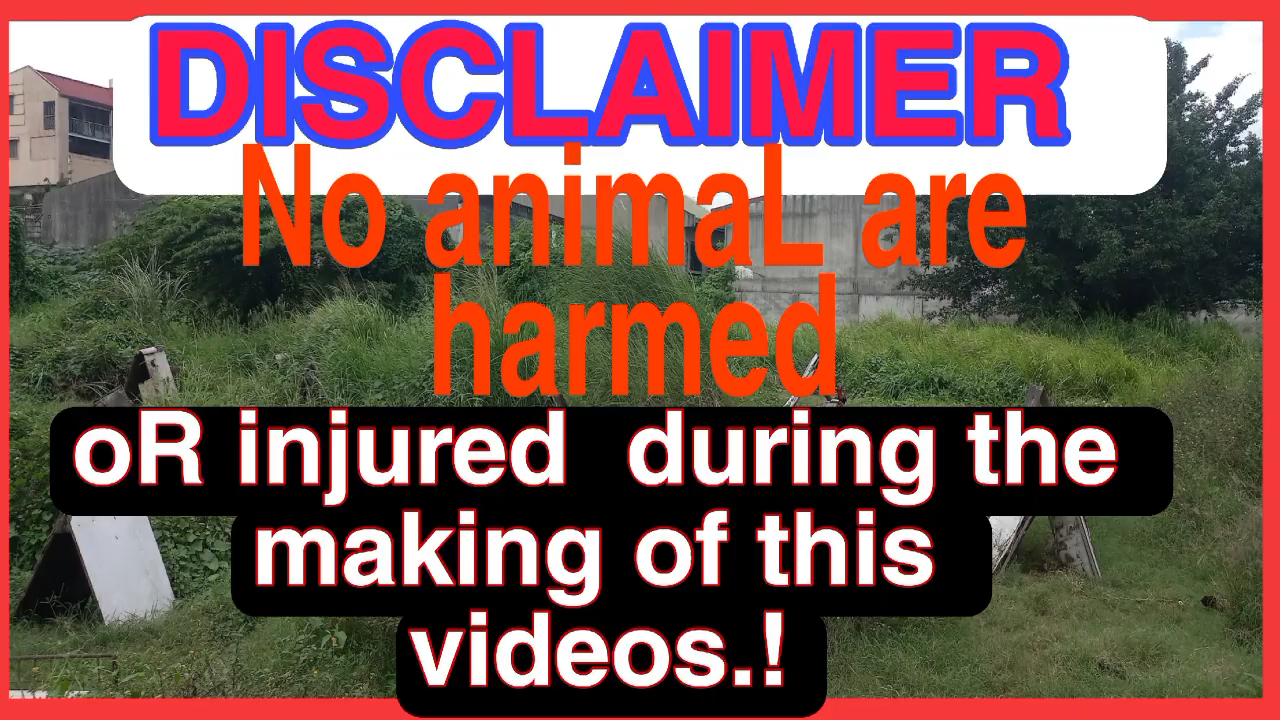 DISCLAIMER
No animaL are
harmed
oR injured during the
making of this
videos.!